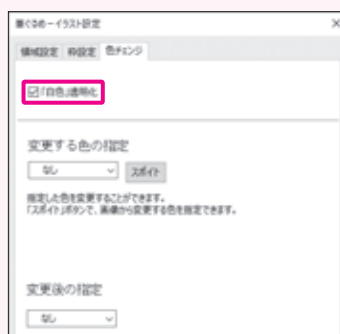 筆ぐるめ－イラスト設定
領域設定 枠設定 色チェンジ
「白色」透明化
変更する色の指定
なし スポイト
指定した色を変更することができます。
「スポイト」ボタンで、画像から変更する色を指定できます。
変更後の指定
なし